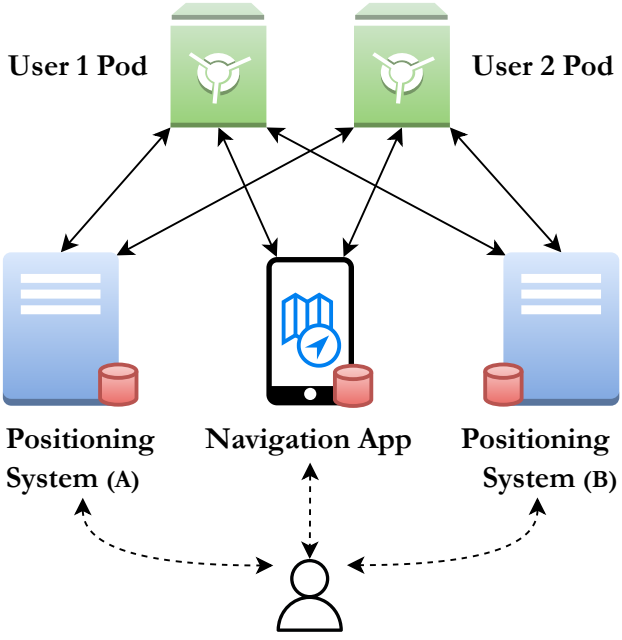 User 1 Pod
User 2 Pod
Positioning
System (A)
Navigation App
Positioning
System (B)